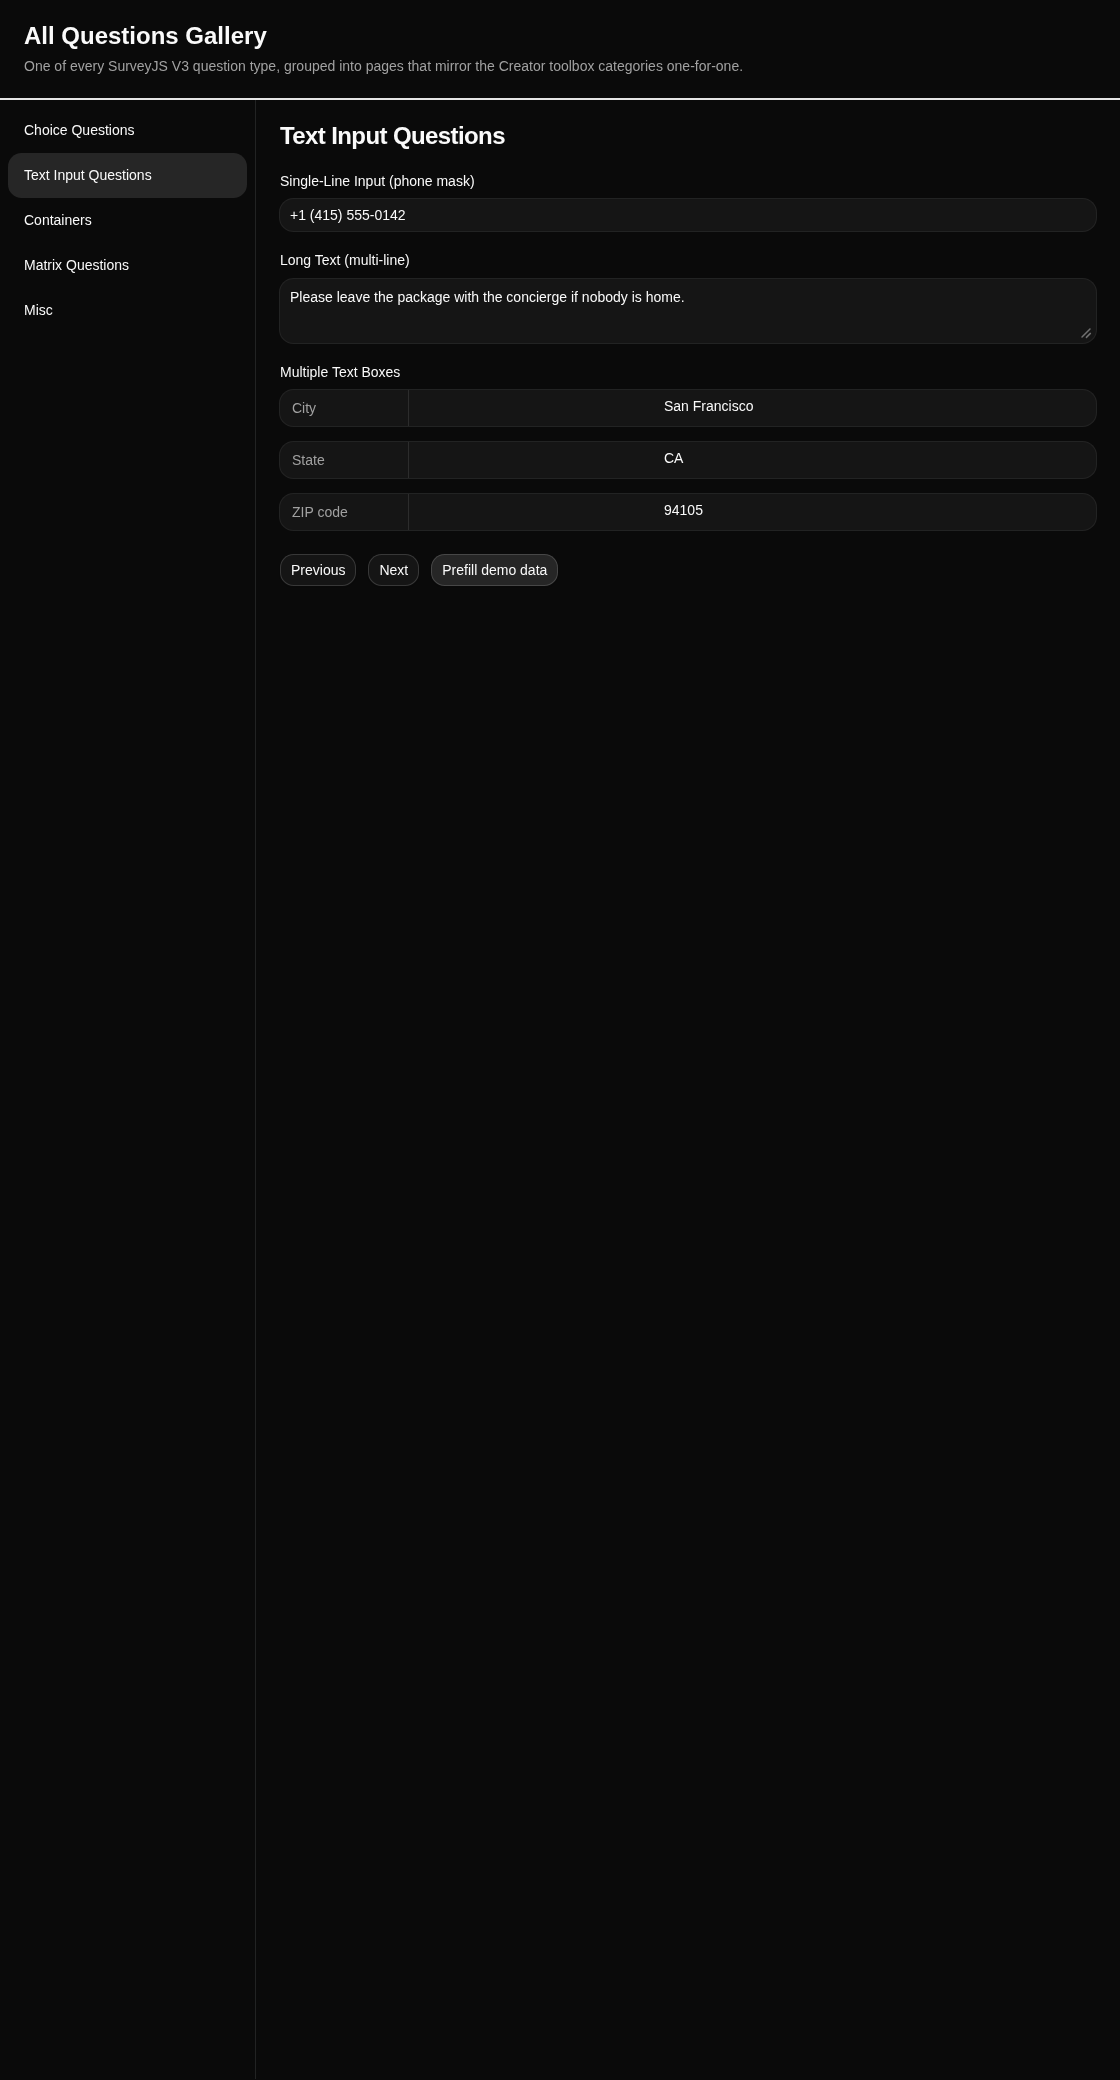 All Questions Gallery
One of every SurveyJS V3 question type, grouped into pages that mirror the Creator toolbox categories one-for-one.
Choice Questions
Text Input Questions
Containers
Matrix Questions
Misc
Text Input Questions
Single-Line Input (phone mask)
+1 (415) 555-0142
Long Text (multi-line)
Please leave the package with the concierge if nobody is home.
Multiple Text Boxes
City San Francisco
State CA
ZIP code 94105
Previous Next Prefill demo data